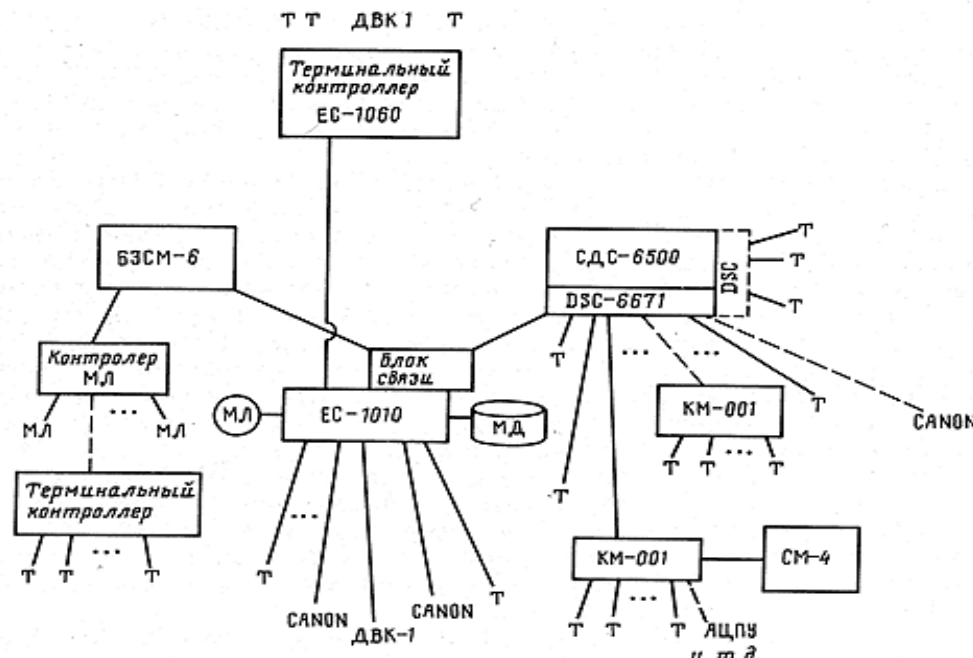 Т Т ДВК 1 Т
Терминальный
контроллер
ЕС-1060
БЭСМ-6
СДС-6500
DSC-6671
DSC
Т
Т
Т
Контролер
МЛ
МЛ ... МЛ
Блок
связи
ЕС-1010
МЛ
МД
Т
... ...
КМ-001
Т
CANON
Т Т ... Т
Терминальный
контроллер
Т Т ... Т
Т
...
Т
CANON
ДВК-1
CANON
Т
КМ-001
СМ-4
Т Т ... Т АЦПУ
и т.д.